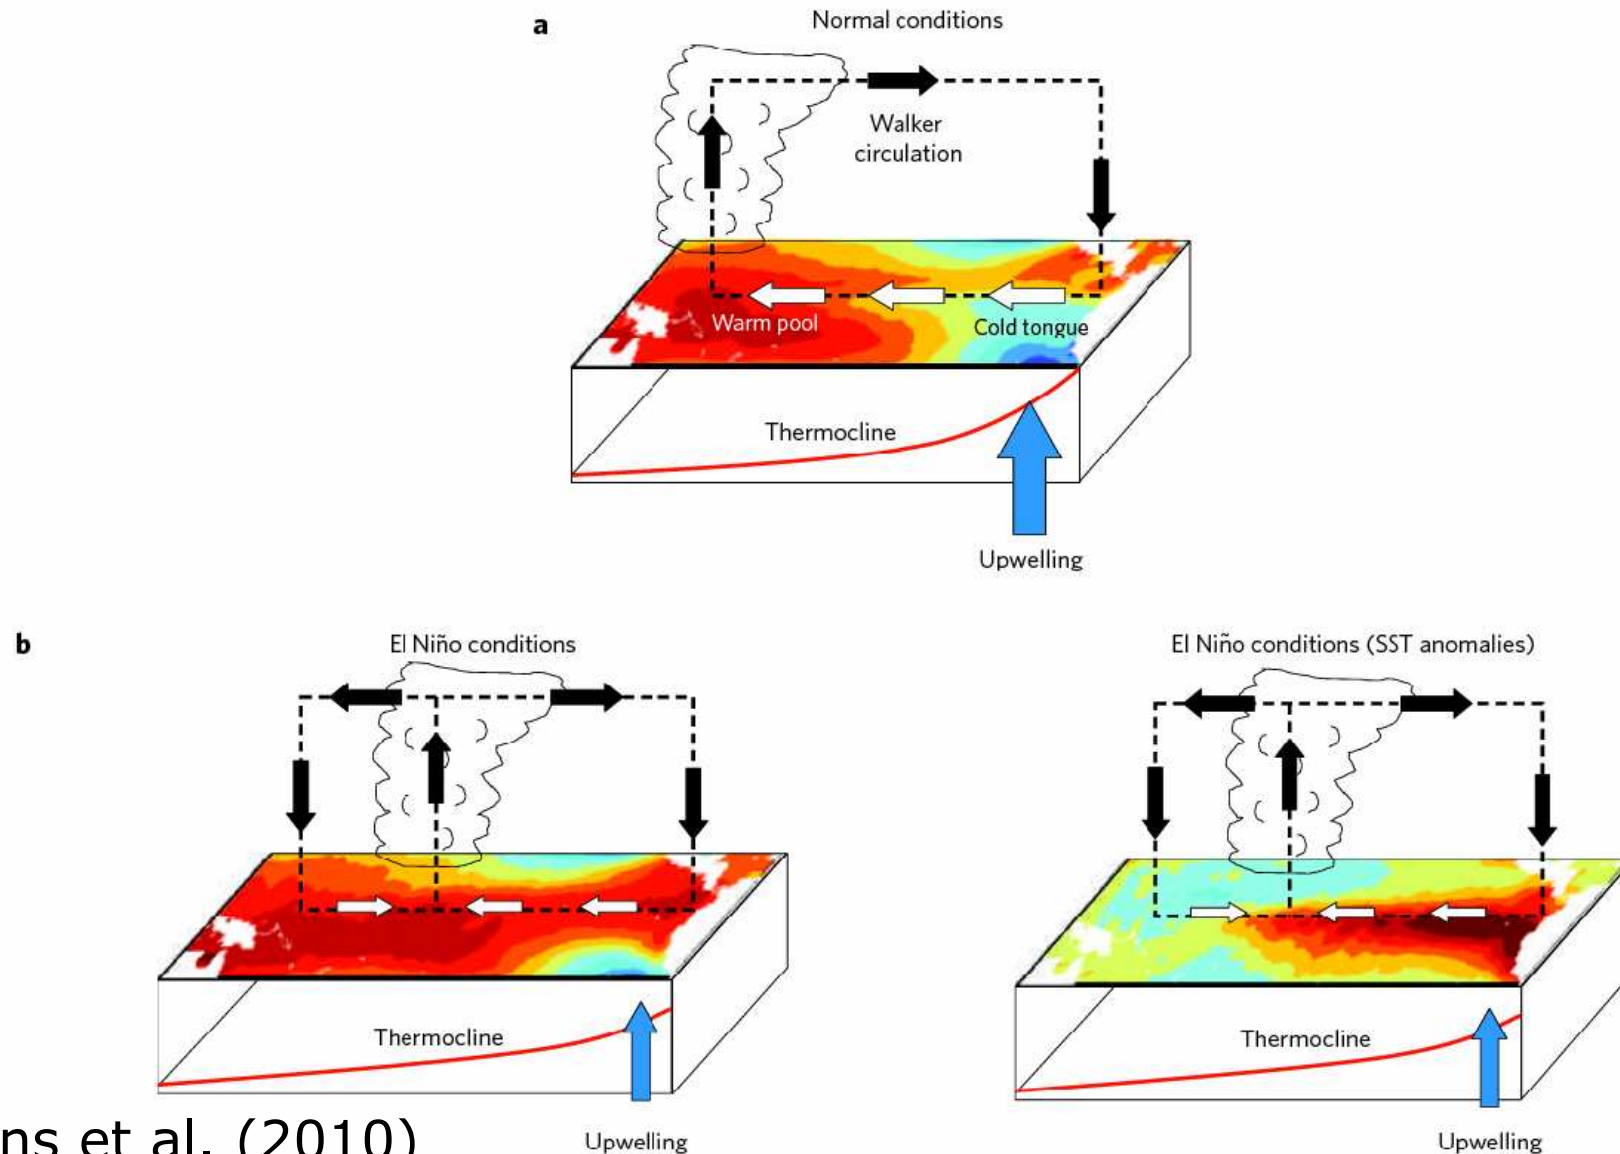 a
Normal conditions
Walker
circulation
Warm pool
Cold tongue
Thermocline
Upwelling
b
El Niño conditions
Thermocline
Upwelling
El Niño conditions (SST anomalies)
Thermocline
Upwelling
ns et al. (2010)